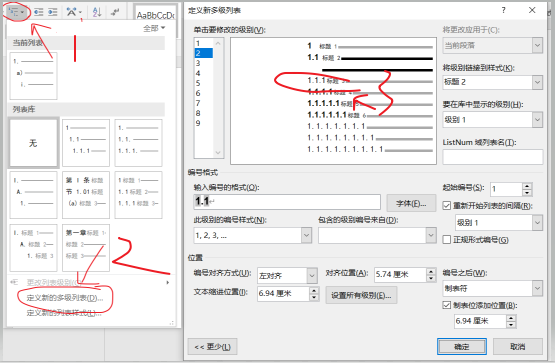 AaBbCcDc
全部
当前列表
1.
a)
i.
列表库
无
1.
1.1.
1.1.1.
1.
1.1.
1.1.1.
I.
A.
1.
第 I 条 标题
节 1.01 标题
(a) 标题 3
1 标题 1
1.1 标题 2
1.1.1 标题 3
I. 标题 1
A. 标题 2
1. 标题 3
第一章 标题 1
标题 2
标题 3
更改列表级别(C)
定义新的多级列表(D)...
定义新的列表样式(L)...
定义新多级列表
? ×
单击要修改的级别(V):
1
2
3
4
5
6
7
8
9
1 标题 1
1.1 标题 2
1.1.1 标题 3
1.1.1.1 标题 4
1.1.1.1.1 标题 5
1.1.1.1.1.1 标题 6
1.1.1.1.1.1.1
1.1.1.1.1.1.1.1
1.1.1.1.1.1.1.1.1
将更改应用于(C):
当前段落
将级别链接到样式(K):
标题 2
要在库中显示的级别(H):
级别 1
ListNum 域列表名(T):
编号格式
输入编号的格式(O):
1.1
字体(F)...
此级别的编号样式(N):
1, 2, 3, ...
包含的级别编号来自(D):
起始编号(S):
1
重新开始列表的间隔(R):
级别 1
正规形式编号(G)
位置
编号对齐方式(U):
左对齐
对齐位置(A):
5.74 厘米
文本缩进位置(I):
6.94 厘米
设置所有级别(E)...
编号之后(W):
制表符
制表位添加位置(B):
6.94 厘米
<< 更少(L)
确定
取消